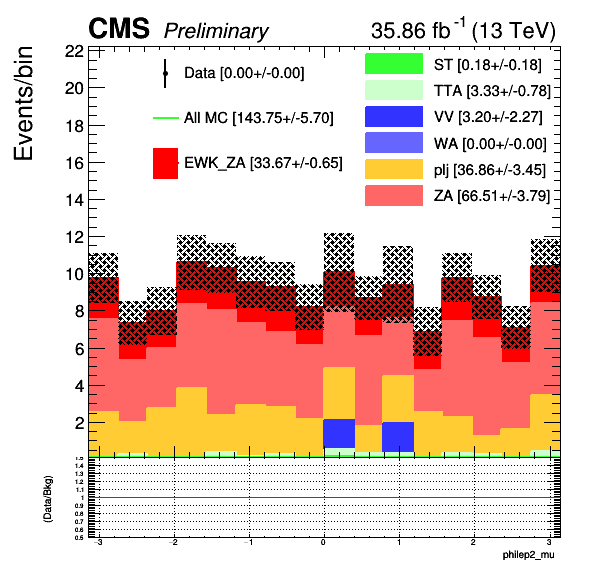 CMS Preliminary 35.86 fb-1 (13 TeV)
Events/bin
22
20
18
16
14
12
10
8
6
4
2
Data [0.00+/-0.00]
All MC [143.75+/-5.70]
EWK_ZA [33.67+/-0.65]
ST [0.18+/-0.18]
TTA [3.33+/-0.78]
VV [3.20+/-2.27]
WA [0.00+/-0.00]
plj [36.86+/-3.45]
ZA [66.51+/-3.79]
(Data/Bkg)
1.5
1.4
1.3
1.2
1.1
1
0.9
0.8
0.7
0.6
0.5
−3 −2 −1 0 1 2 3
philep2_mu